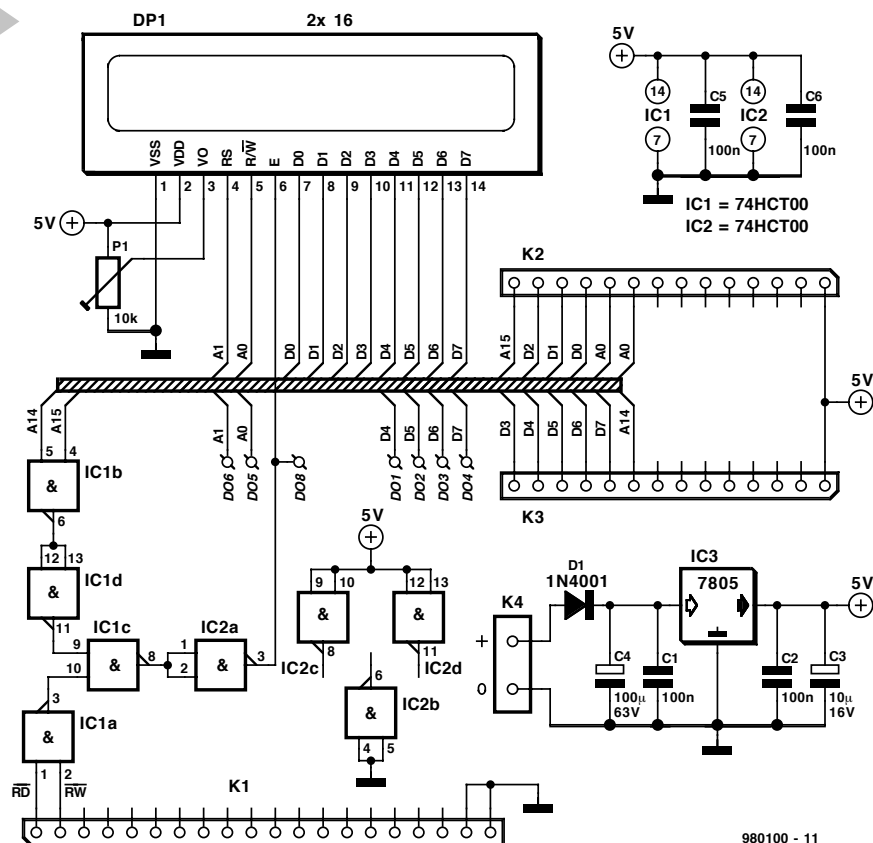 DP1 2x 16
VSS VDD VO RS R/W E D0 D1 D2 D3 D4 D5 D6 D7
1 2 3 4 5 6 7 8 9 10 11 12 13 14
5V
P1
10k
5V
14 14
IC1 C5 IC2 C6
7 7
100n 100n
IC1 = 74HCT00
IC2 = 74HCT00
K2
A1 A0 D0 D1 D2 D3 D4 D5 D6 D7 A15 D2 D1 D0 A0 A0
5V
A14 A15 A1 A0 D4 D5 D6 D7 D3 D4 D5 D6 D7 A14
DO6 DO5 DO8 DO1 DO2 DO3 DO4
K3
5 4
& IC1b
6
12 13
& IC1d
11
9
10
IC1c
&
8
1
2
IC2a
&
3
3
IC1a
&
1 2
RD RW
5V
9 10 12 13
& &
8 11
IC2c IC2d
6
& IC2b
4 5
K1
K4
+
0
D1
1N4001
IC3
7805
5V
C4 C1 C2 C3
100µ 100n 100n 10µ
63V 16V
980100 - 11